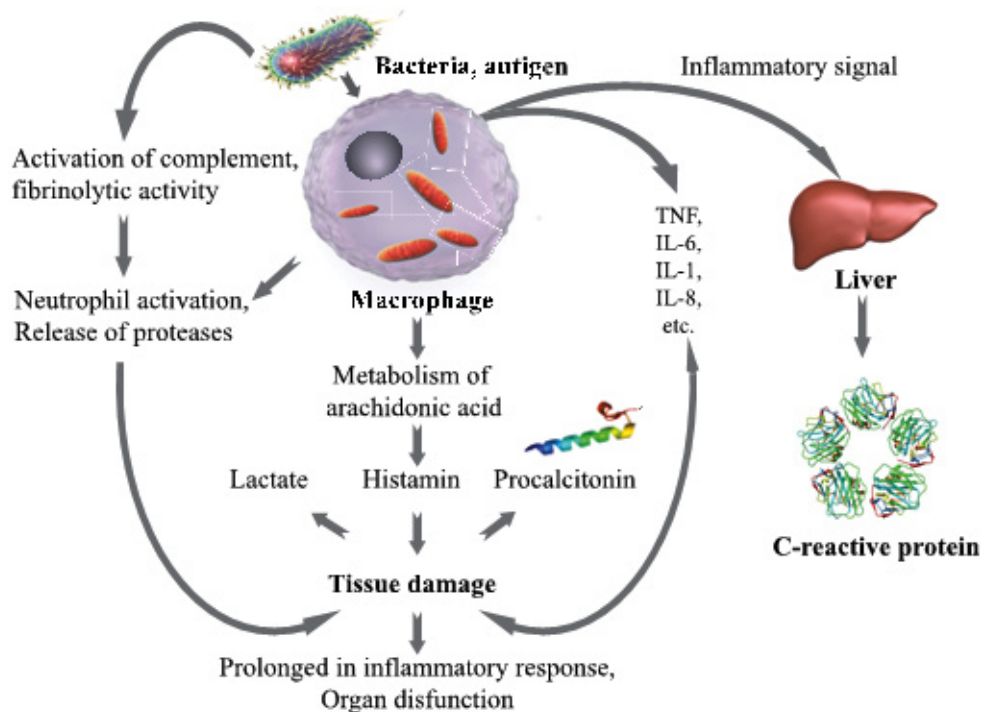 Bacteria, autigen
Inflammatory signal
Activation of complement,
fibrinolytic activity
TNF,
IL-6,
IL-1,
IL-8,
etc.
Liver
Neutrophil activation,
Release of proteases
Macrophage
Metabolism of
arachidonic acid
Lactate
Histamin
Procalcitonin
C-reactive protein
Tissue damage
Prolonged in inflammatory response,
Organ disfunction